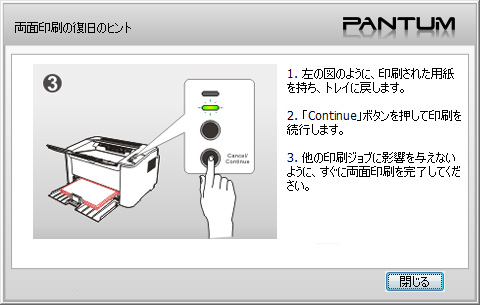 両面印刷の復旧のヒント
PANTUM
3
Cancel/
Continue
1. 左の図のように、印刷された用紙
を持ち、トレイに戻します。
2. 「Continue」ボタンを押して印刷を
続行します。
3. 他の印刷ジョブに影響を与えない
ように、すぐに両面印刷を完了してくだ
さい。
閉じる